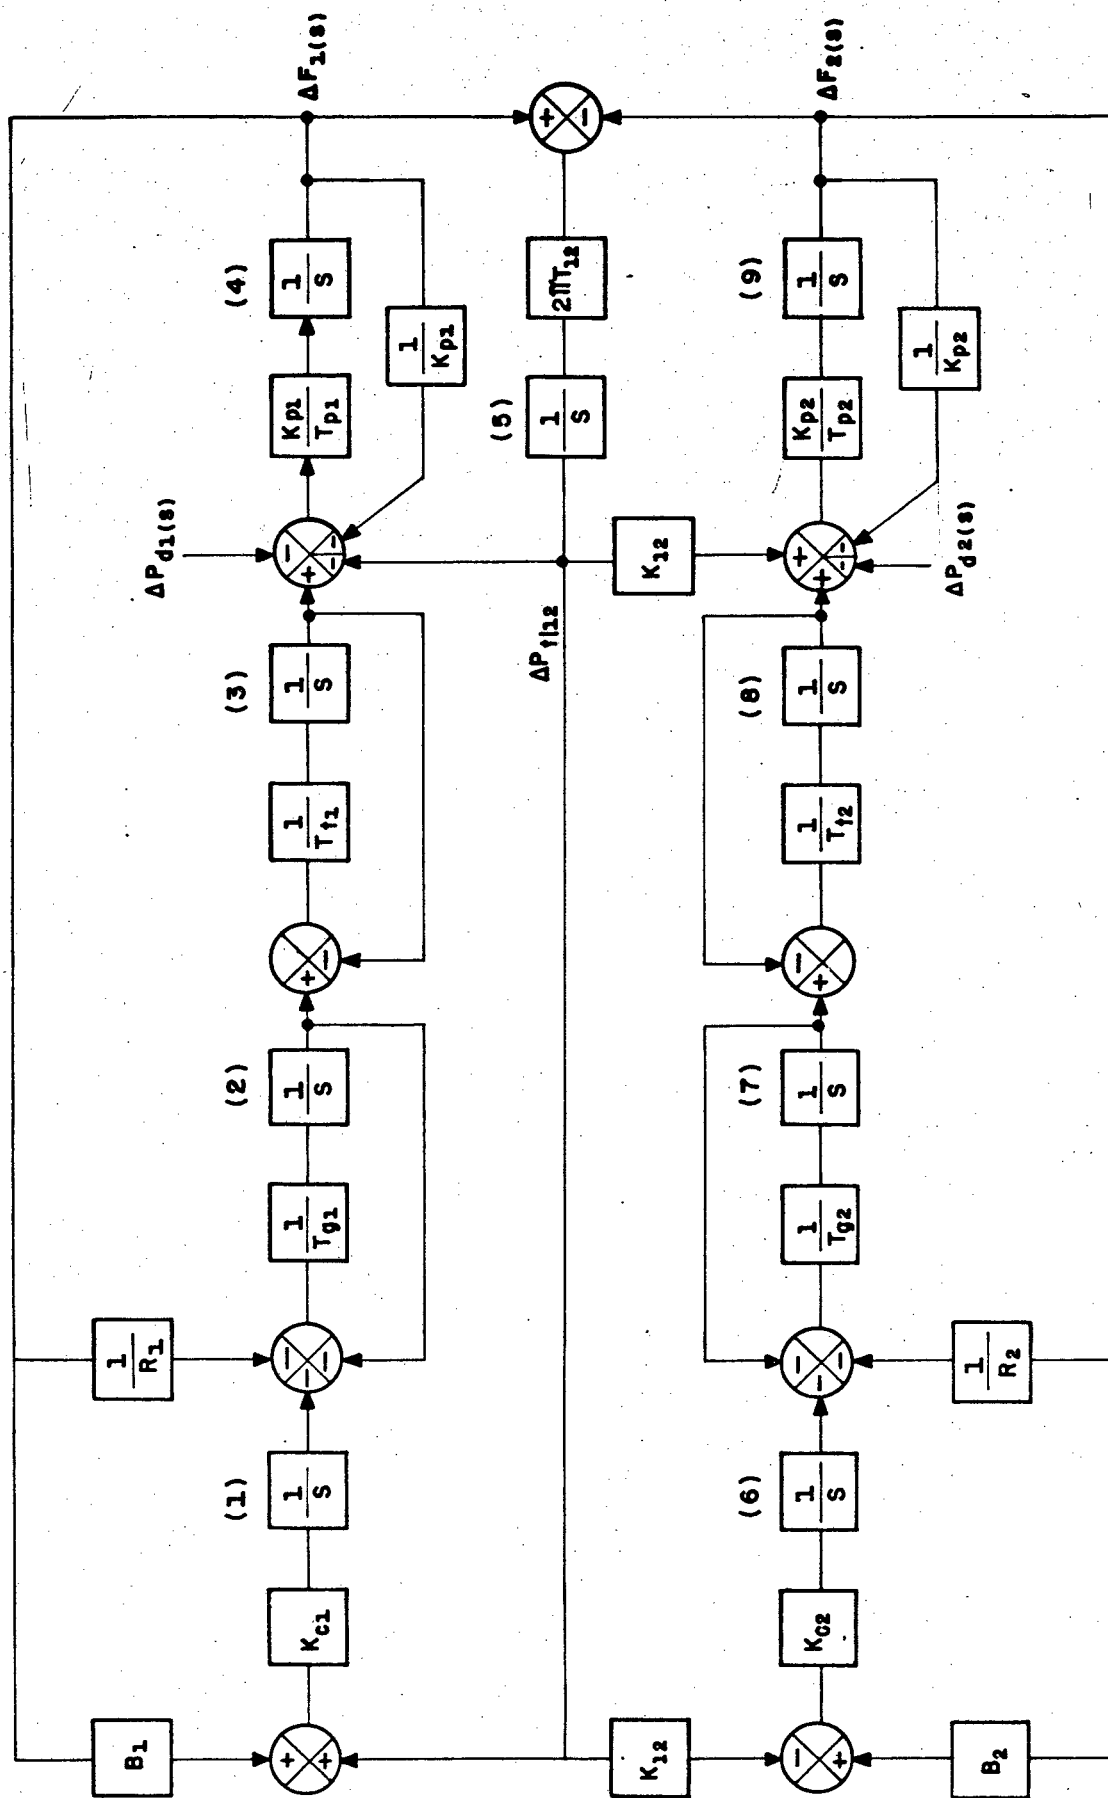 ΔF1(S)
(4)
1/S
Kp1/Tp1
1/Kp1
ΔPd1(S)
(3)
1/S
1/Tt1
(2)
1/S
1/Tg1
1/R1
(1)
1/S
Kc1
B1
+ -
2πT12
(5)
1/S
ΔPt112
K12
K12
ΔF2(S)
(9)
1/S
Kp2/Tp2
1/Kp2
ΔPd2(S)
(8)
1/S
1/Tt2
(7)
1/S
1/Tg2
1/R2
(6)
1/S
Kc2
B2